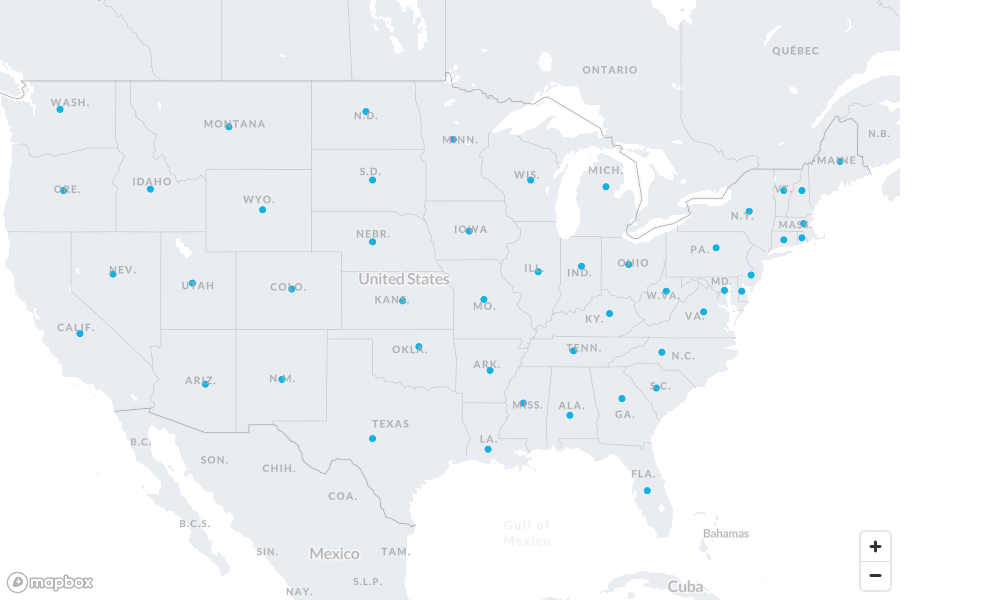 QUÉBEC
ONTARIO
WASH.
N.D.
MONTANA
N.B.
MINN.
MAINE
MICH.
S.D.
WIS.
IDAHO
ORE.
VT.
WYO.
N.Y.
MASS.
IOWA
NEBR.
PA.
OHIO
NEV.
ILL.
IND.
United States
MD.
UTAH
COLO.
W.VA.
KANS.
MO.
VA.
KY.
CALIF.
TENN.
OKLA.
N.C.
ARK.
N.M.
ARIZ.
S.C.
MISS.
ALA.
GA.
TEXAS
LA.
B.C.
SON.
CHIH.
FLA.
COA.
B.C.S.
Gulf of
Mexico
Bahamas
SIN.
Mexico
TAM.
S.L.P.
mapbox
Cuba
NAY.
+
−